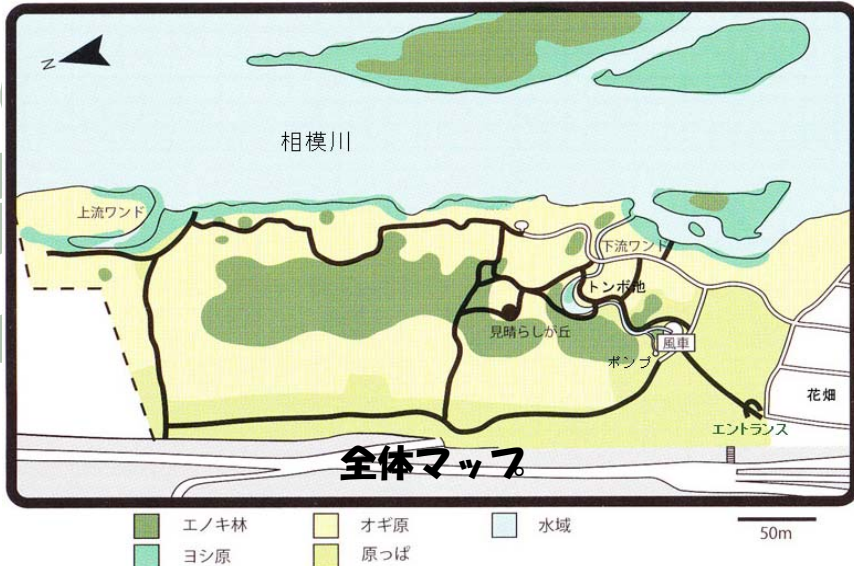 N
相模川
上流ワンド
下流ワンド
トンボ池
見晴らしが丘
風車
ポンプ
花畑
エントランス
全体マップ
エノキ林
オギ原
水域
ヨシ原
原っぱ
50m